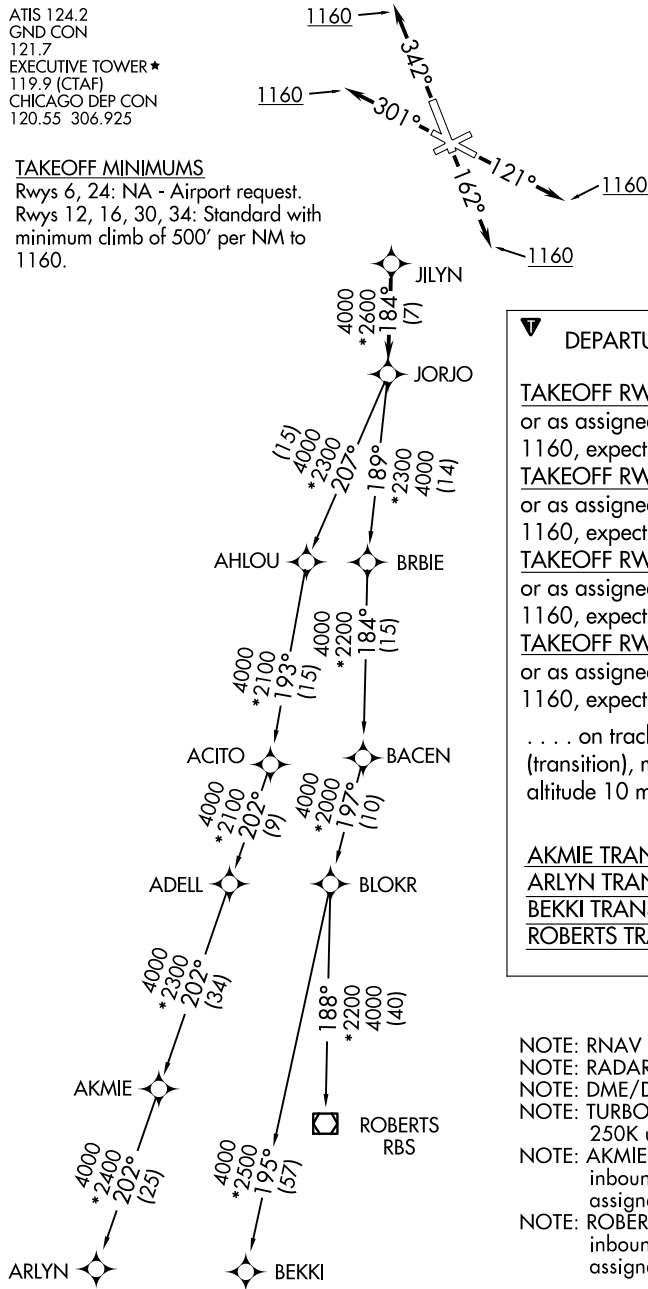 ATIS 124.2
GND CON
121.7
EXECUTIVE TOWER★
119.9 (CTAF)
CHICAGO DEP CON
120.55 306.925
TAKEOFF MINIMUMS
Rwys 6, 24: NA - Airport request.
Rwys 12, 16, 30, 34: Standard with
minimum climb of 500' per NM to
1160.
1160
342°
1160
301°
121°
1160
162°
1160
JILYN
4000
*2600
184°
(7)
JORJO
(15)
4000
*2300
207°
189°
*2300
4000
(14)
AHLOU
BRBIE
4000
*2100
193°
(15)
4000
*2200
184°
(15)
ACITO
BACEN
4000
*2100
202°
(9)
4000
*2000
197°
(10)
ADELL
BLOKR
4000
*2300
202°
(34)
188°
*2200
4000
(40)
AKMIE
ROBERTS
RBS
4000
*2400
202°
(25)
4000
*2500
195°
(57)
ARLYN
BEKKI
T
DEPARTU
TAKEOFF RW
or as assigne
1160, expect
TAKEOFF RW
or as assigne
1160, expect
TAKEOFF RW
or as assigne
1160, expect
TAKEOFF RW
or as assigne
1160, expect
. . . . on track
(transition), m
altitude 10 m
AKMIE TRAN
ARLYN TRAN
BEKKI TRAN
ROBERTS TRA
NOTE: RNAV
NOTE: RADAR
NOTE: DME/D
NOTE: TURBO
250K u
NOTE: AKMIE
inboun
assigne
NOTE: ROBER
inboun
assigne